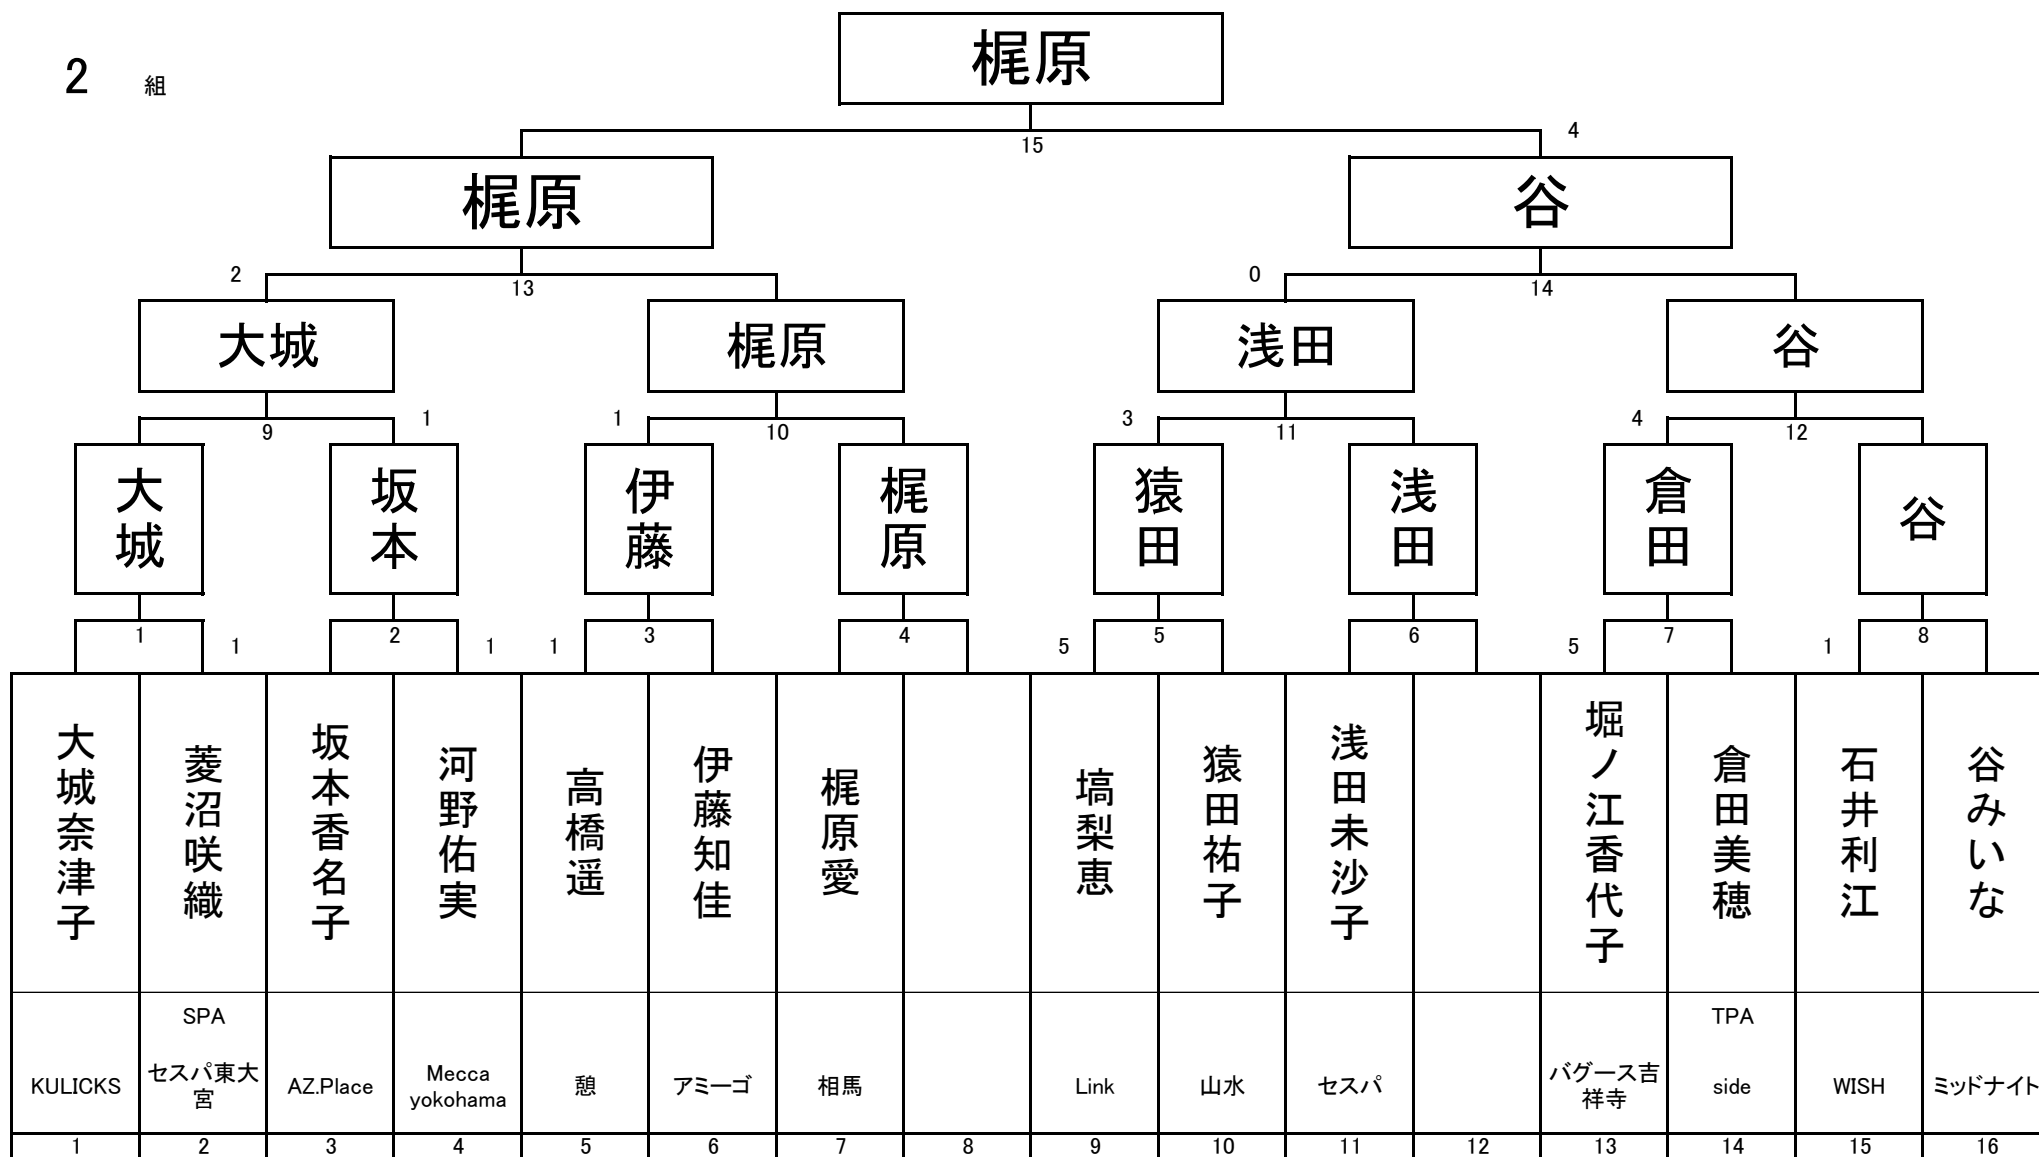 2 組
梶原
15
4
梶原
谷
2
13
0
14
大城
梶原
浅田
谷
9
1
1
10
3
11
4
12
大城
坂本
伊藤
梶原
猿田
浅田
倉田
谷
1
1
2
1
1
3
4
5
5
6
5
7
1
8
大城奈津子
菱沼咲織
坂本香名子
河野佑実
高橋遥
伊藤知佳
梶原愛
塙梨恵
猿田祐子
浅田未沙子
堀ノ江香代子
倉田美穂
石井利江
谷みいな
KULICKS
SPA
セスパ東大
宮
AZ.Place
Mecca
yokohama
憩
アミーゴ
相馬
Link
山水
セスパ
バグース吉
祥寺
TPA
side
WISH
ミッドナイト
1 2 3 4 5 6 7 8 9 10 11 12 13 14 15 16